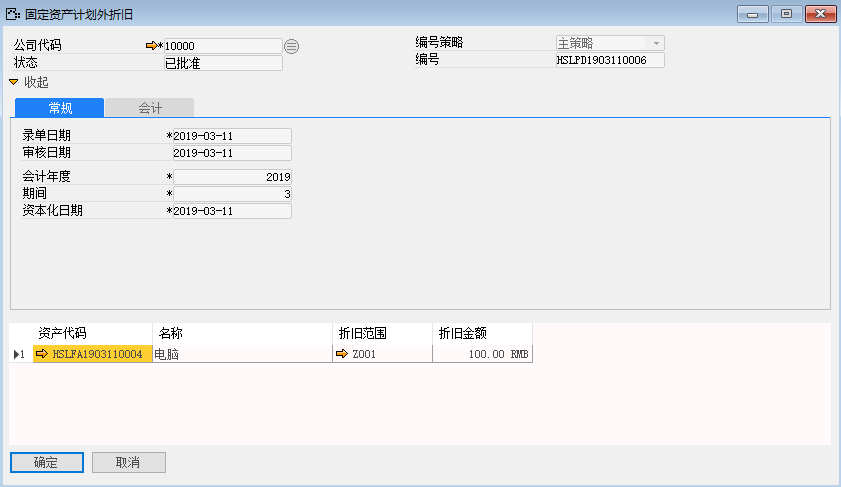 固定资产计划外折旧
公司代码 *10000 编号策略 主策略
状态 已批准 编号 HSLPD1903110006
收起
常规 会计
录单日期 *2019-03-11
审核日期 2019-03-11
会计年度 * 2019
期间 * 3
资本化日期 *2019-03-11
资产代码 名称 折旧范围 折旧金额
1 HSLFA1903110004 电脑 Z001 100.00 RMB
确定 取消